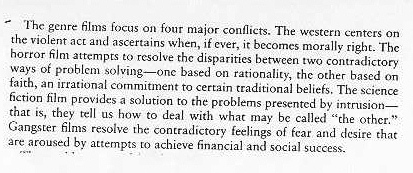 The genre films focus on four major conflicts. The western centers on
the violent act and ascertains when, if ever, it becomes morally right. The
horror film attempts to resolve the disparities between two contradictory
ways of problem solving—one based on rationality, the other based on
faith, an irrational commitment to certain traditional beliefs. The science
fiction film provides a solution to the problems presented by intrusion—
that is, they tell us how to deal with what may be called “the other.”
Gangster films resolve the contradictory feelings of fear and desire that
are aroused by attempts to achieve financial and social success.